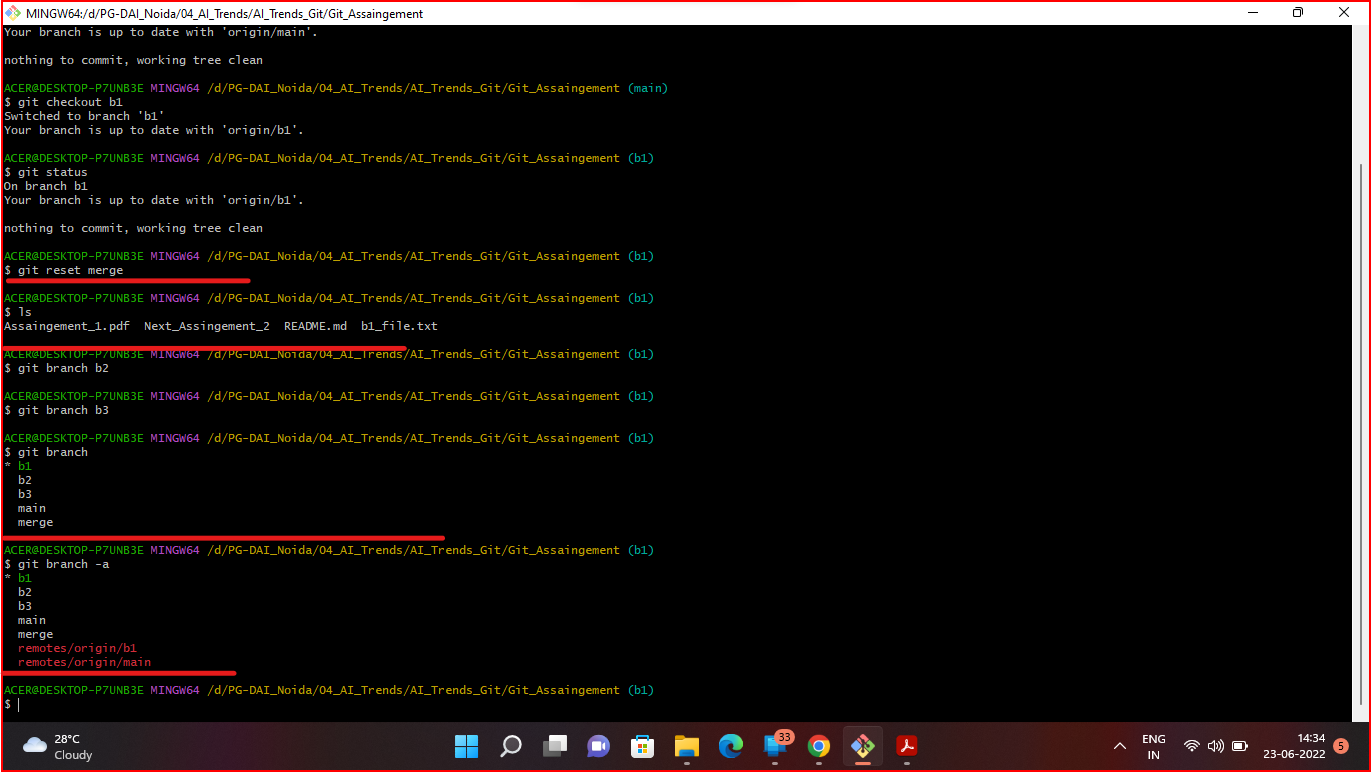 MINGW64:/d/PG-DAI_Noida/04_AI_Trends/AI_Trends_Git/Git_Assaingement
Your branch is up to date with 'origin/main'.
nothing to commit, working tree clean
ACER@DESKTOP-P7UNB3E MINGW64 /d/PG-DAI_Noida/04_AI_Trends/AI_Trends_Git/Git_Assaingement (main)
$ git checkout b1
Switched to branch 'b1'
Your branch is up to date with 'origin/b1'.
ACER@DESKTOP-P7UNB3E MINGW64 /d/PG-DAI_Noida/04_AI_Trends/AI_Trends_Git/Git_Assaingement (b1)
$ git status
On branch b1
Your branch is up to date with 'origin/b1'.
nothing to commit, working tree clean
ACER@DESKTOP-P7UNB3E MINGW64 /d/PG-DAI_Noida/04_AI_Trends/AI_Trends_Git/Git_Assaingement (b1)
$ git reset merge
ACER@DESKTOP-P7UNB3E MINGW64 /d/PG-DAI_Noida/04_AI_Trends/AI_Trends_Git/Git_Assaingement (b1)
$ ls
Assaingement_1.pdf  Next_Assingement_2  README.md  b1_file.txt
ACER@DESKTOP-P7UNB3E MINGW64 /d/PG-DAI_Noida/04_AI_Trends/AI_Trends_Git/Git_Assaingement (b1)
$ git branch b2
ACER@DESKTOP-P7UNB3E MINGW64 /d/PG-DAI_Noida/04_AI_Trends/AI_Trends_Git/Git_Assaingement (b1)
$ git branch b3
ACER@DESKTOP-P7UNB3E MINGW64 /d/PG-DAI_Noida/04_AI_Trends/AI_Trends_Git/Git_Assaingement (b1)
$ git branch
* b1
b2
b3
main
merge
ACER@DESKTOP-P7UNB3E MINGW64 /d/PG-DAI_Noida/04_AI_Trends/AI_Trends_Git/Git_Assaingement (b1)
$ git branch -a
* b1
b2
b3
main
merge
remotes/origin/b1
remotes/origin/main
ACER@DESKTOP-P7UNB3E MINGW64 /d/PG-DAI_Noida/04_AI_Trends/AI_Trends_Git/Git_Assaingement (b1)
$
28°C
Cloudy
33
ENG
IN
14:34
23-06-2022
5